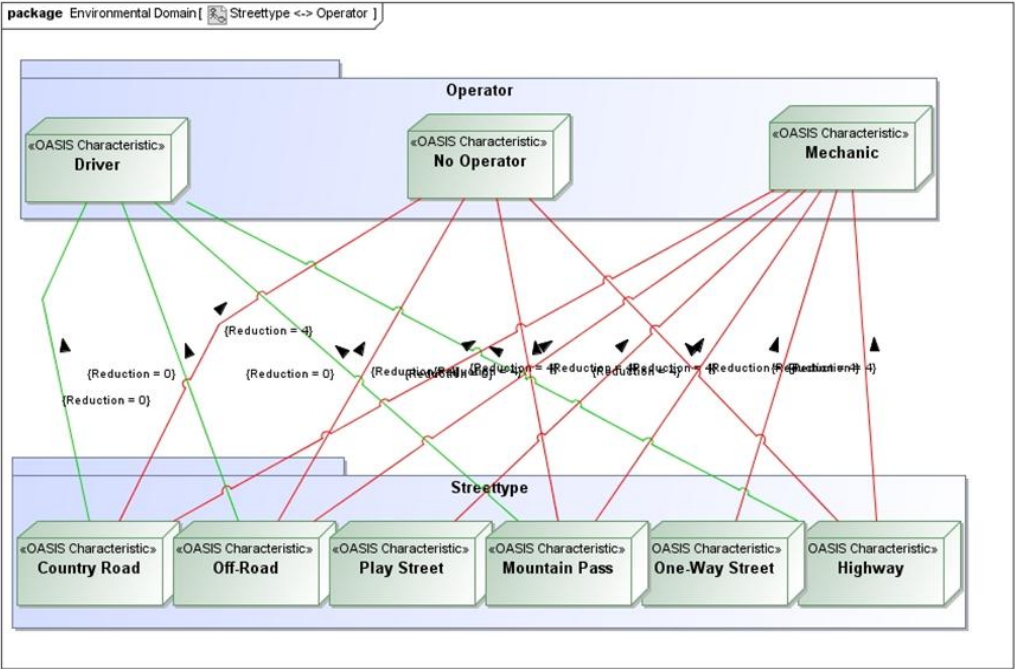 package Environmental Domain [ Streettype <-> Operator ]
Operator
«OASIS Characteristic»
Driver
«OASIS Characteristic»
No Operator
«OASIS Characteristic»
Mechanic
{Reduction = 4}
{Reduction = 0}
{Reduction = 0}
{Reduction = 0}
Streettype
«OASIS Characteristic»
Country Road
«OASIS Characteristic»
Off-Road
«OASIS Characteristic»
Play Street
«OASIS Characteristic»
Mountain Pass
«OASIS Characteristic»
One-Way Street
«OASIS Characteristic»
Highway